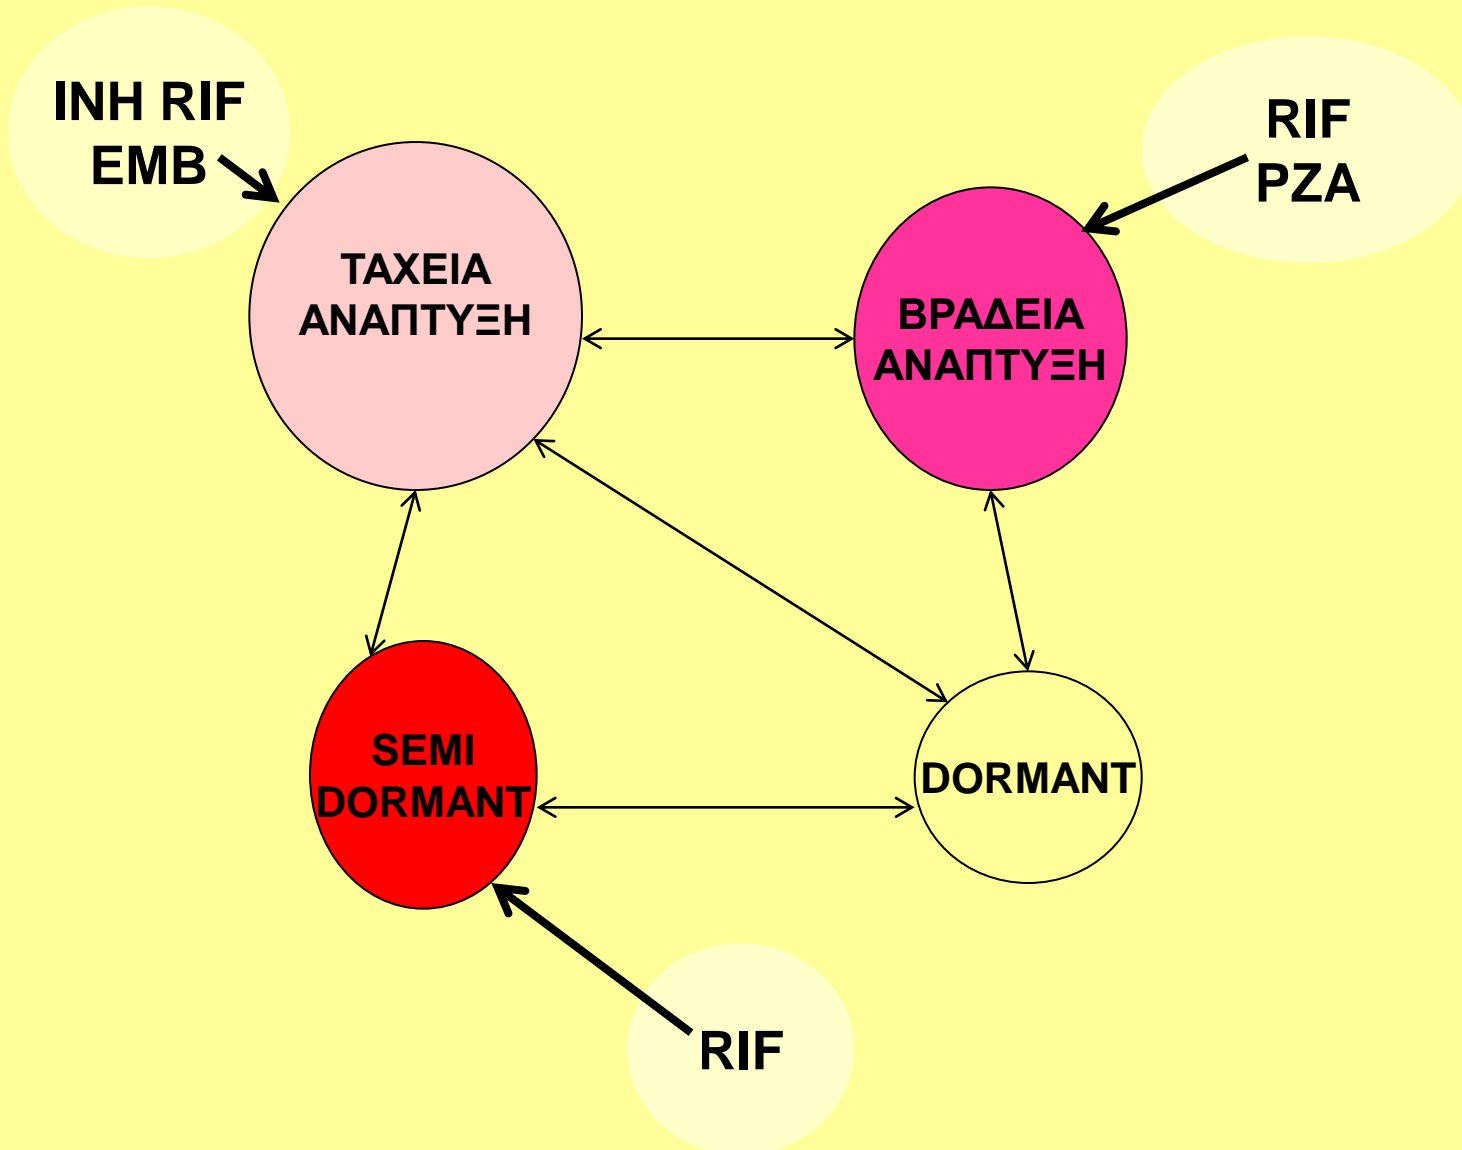 INH RIF
EMB
RIF
PZA
ΤΑΧΕΙΑ
ΑΝΑΠΤΥΞΗ
ΒΡΑΔΕΙΑ
ΑΝΑΠΤΥΞΗ
SEMI
DORMANT
DORMANT
RIF